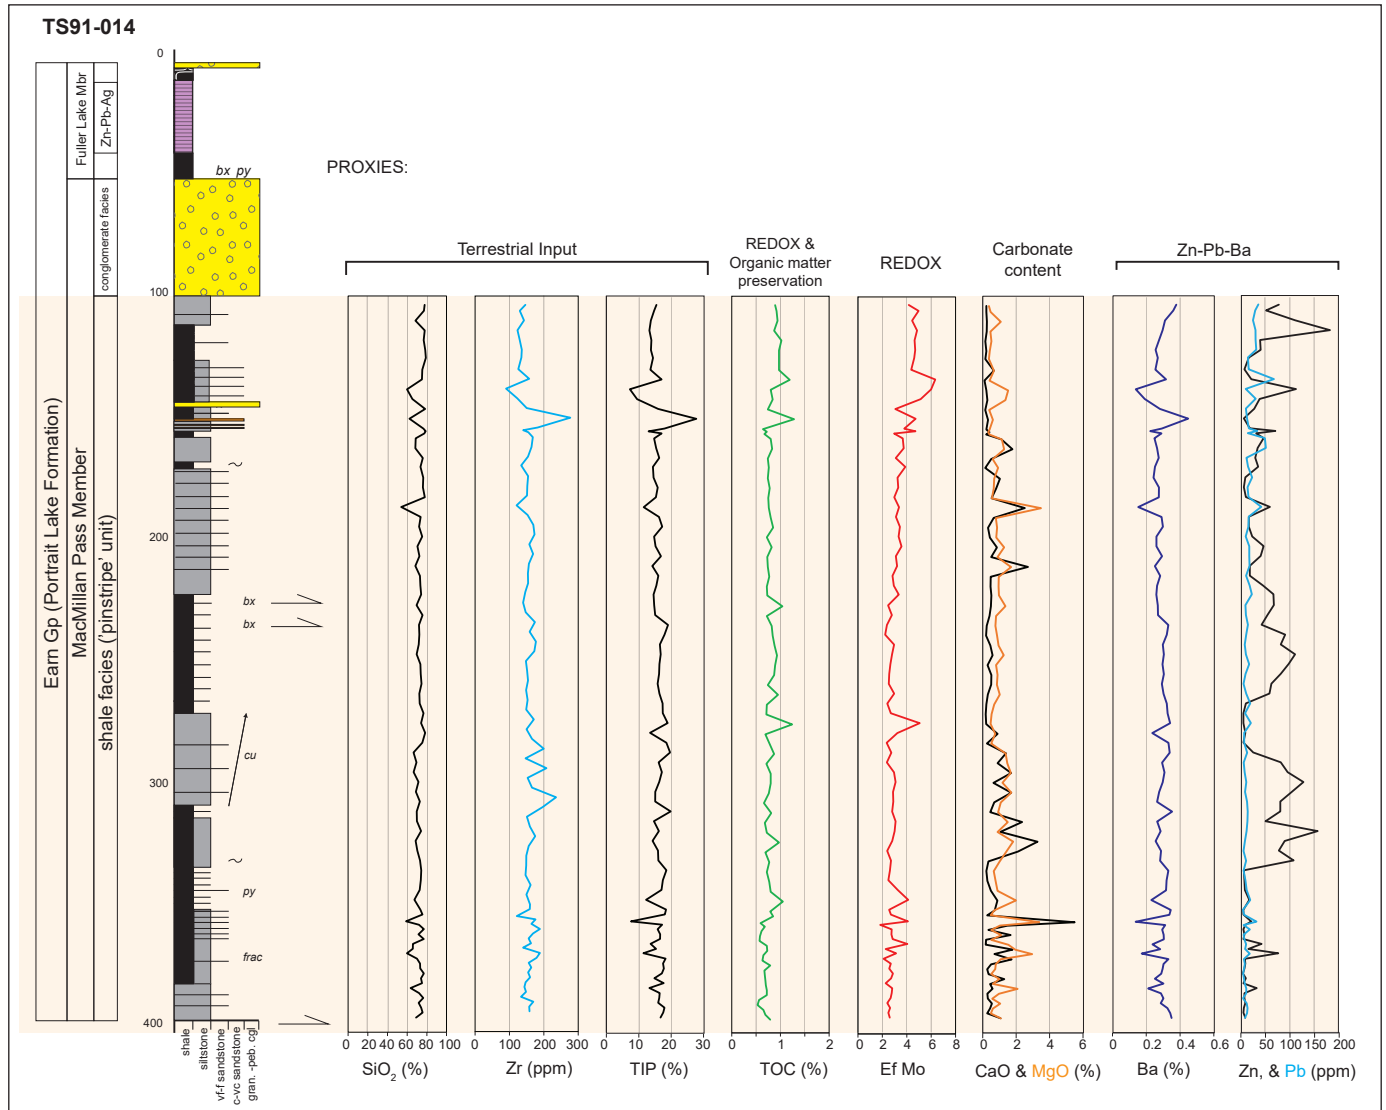 TS91-014
0
Fuller Lake Mbr
Zn-Pb-Ag
bx py
PROXIES:
conglomerate facies
Earn Gp (Portrait Lake Formation)
MacMillan Pass Member
shale facies ('pinstripe' unit)
Terrestrial Input
REDOX &
Organic matter
preservation
REDOX
Carbonate
content
Zn-Pb-Ba
100
~
200
bx
bx
cu
300
~
py
frac
400
shale
siltstone
vf-f sandstone
c-vc sandstone
gran. -peb. cgl
0 20 40 60 80 100
SiO₂ (%)
0 100 200 300
Zr (ppm)
0 10 20 30
TIP (%)
0 1 2
TOC (%)
0 2 4 6 8
Ef Mo
0 2 4 6
CaO & MgO (%)
0 0.2 0.4 0.6
Ba (%)
0 50 100 150 200
Zn, & Pb (ppm)